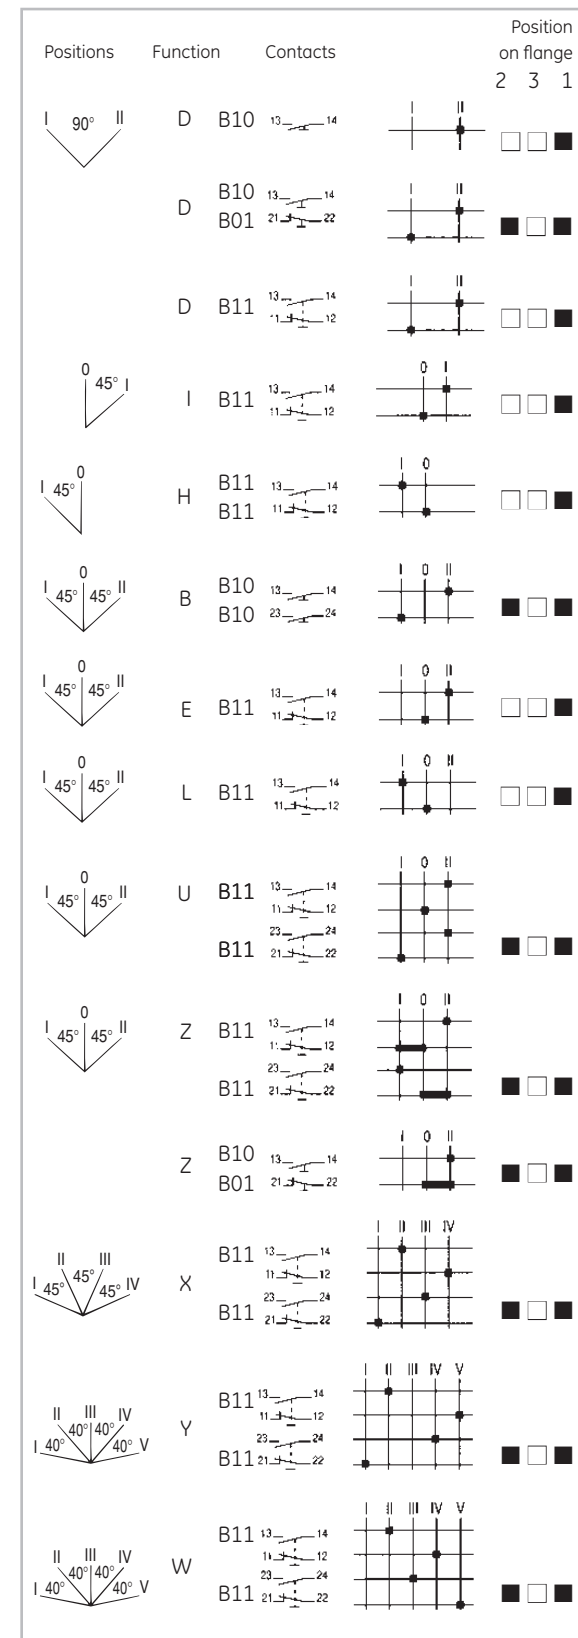 Position
Positions Function Contacts on flange
2 3 1
I 90° II D B10 13 14 I II
D B10 13 14 I II
B01 21 22
D B11 13 14 I II
11 12
0
45° I I B11 13 14 0 I
11 12
0
I 45° H B11 13 14 I 0
B11 11 12
0
I 45° 45° II B B10 13 14 I 0 II
B10 23 24
0
I 45° 45° II E B11 13 14 I 0 II
11 12
0
I 45° 45° II L B11 13 14 I 0 II
11 12
0
I 45° 45° II U B11 13 14 I 0 II
11 12
23 24
B11 21 22
0
I 45° 45° II Z B11 13 14 I 0 II
11 12
23 24
B11 21 22
Z B10 13 14 I 0 II
B01 21 22
II III B11 13 14 I II III IV
I 45° 45° 45° IV X 11 12
23 24
B11 21 22
B11 13 14 I II III IV V
II III IV Y 11 12
I 40° 40° 40° 40° V 23 24
B11 21 22
B11 13 14 I II III IV V
II III IV W 11 12
I 40° 40° 40° 40° V 23 24
B11 21 22